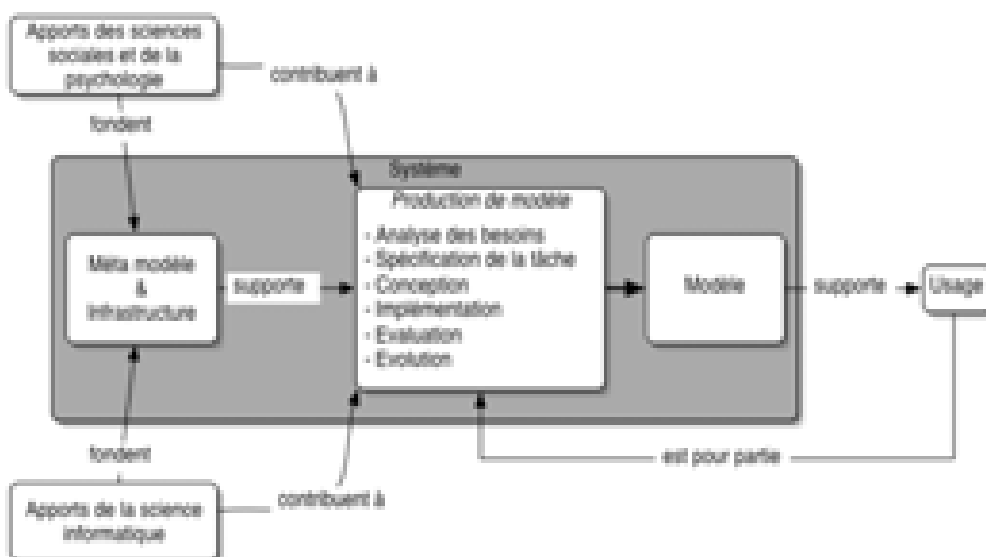 Apports des sciences
sociales et de la
psychologie
contribuent à
fondent
Système
Production de modèle
- Analyse des besoins
- Spécification de la tâche
- Conception
- Implémentation
- Evaluation
- Evolution
Méta modèle
&
Infrastructure
supporte
Modèle
supporte
Usage
est pour partie
fondent
contribuent à
Apports de la science
informatique